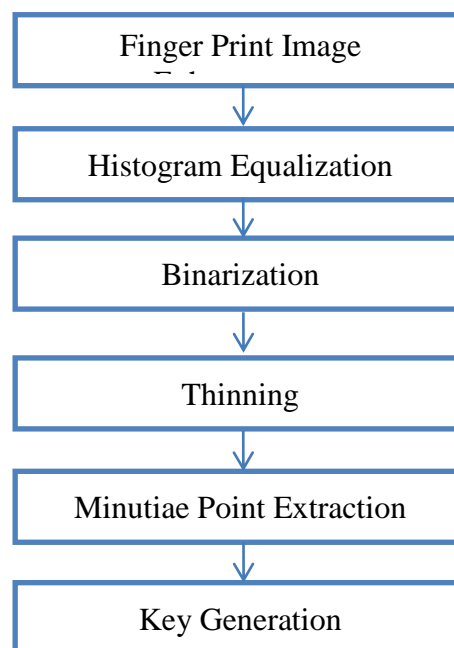 Finger Print Image
Histogram Equalization
Binarization
Thinning
Minutiae Point Extraction
Key Generation